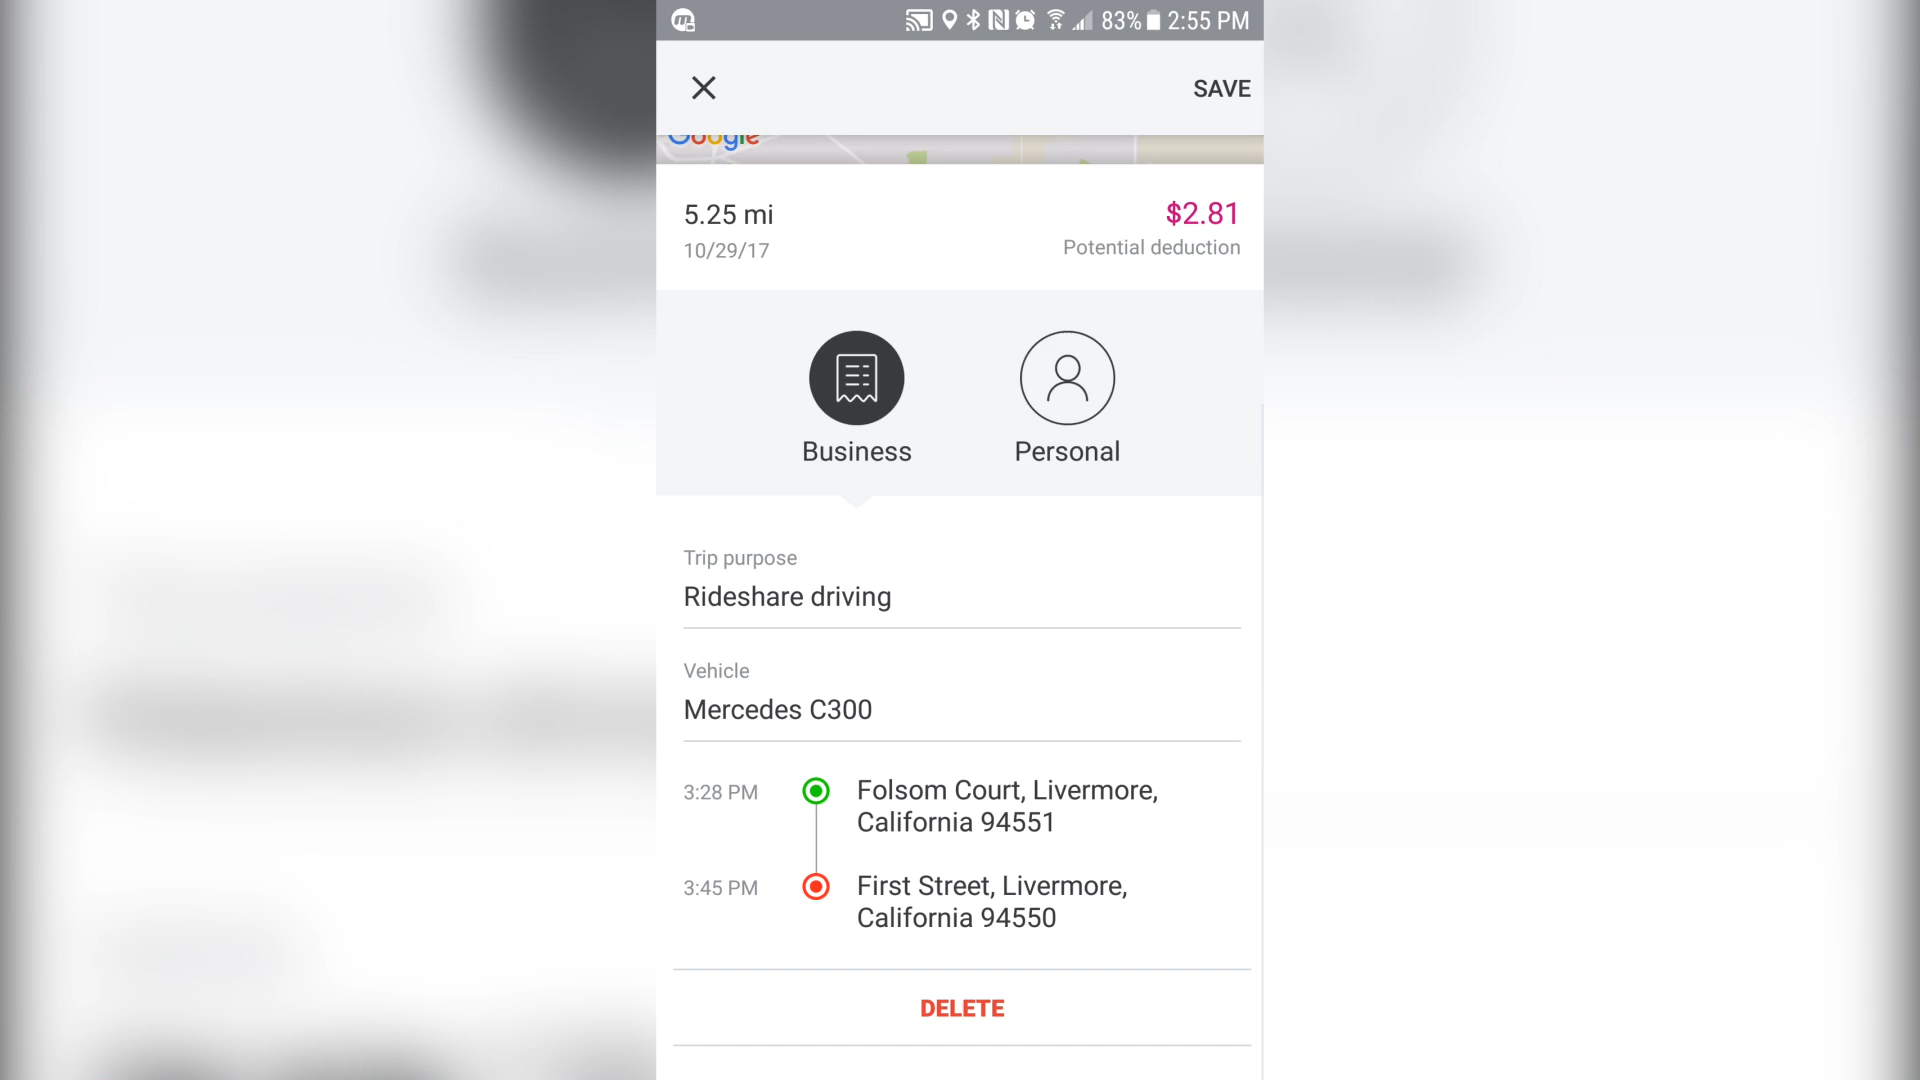 83% 2:55 PM
SAVE
Google
5.25 mi
$2.81
10/29/17
Potential deduction
Business
Personal
Trip purpose
Rideshare driving
Vehicle
Mercedes C300
3:28 PM
Folsom Court, Livermore,
California 94551
3:45 PM
First Street, Livermore,
California 94550
DELETE